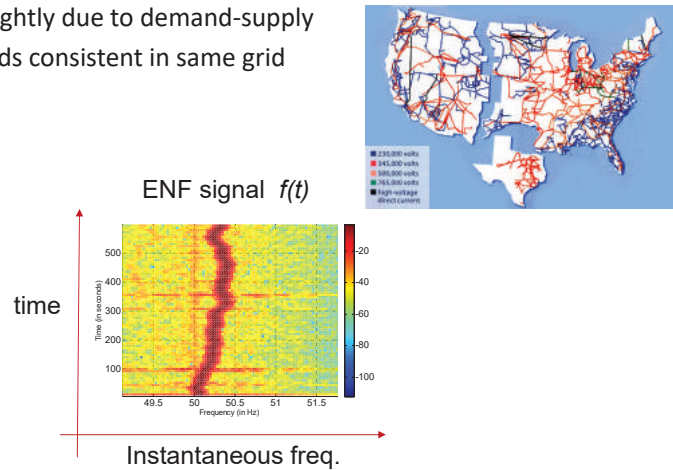 ghtly due to demand-supply
ds consistent in same grid
230,000 volts
345,000 volts
500,000 volts
765,000 volts
high-voltage
direct current
ENF signal f(t)
time
Time (in seconds)
500
400
300
200
100
49.5 50 50.5 51 51.5
Frequency (in Hz)
-20
-40
-60
-80
-100
Instantaneous freq.